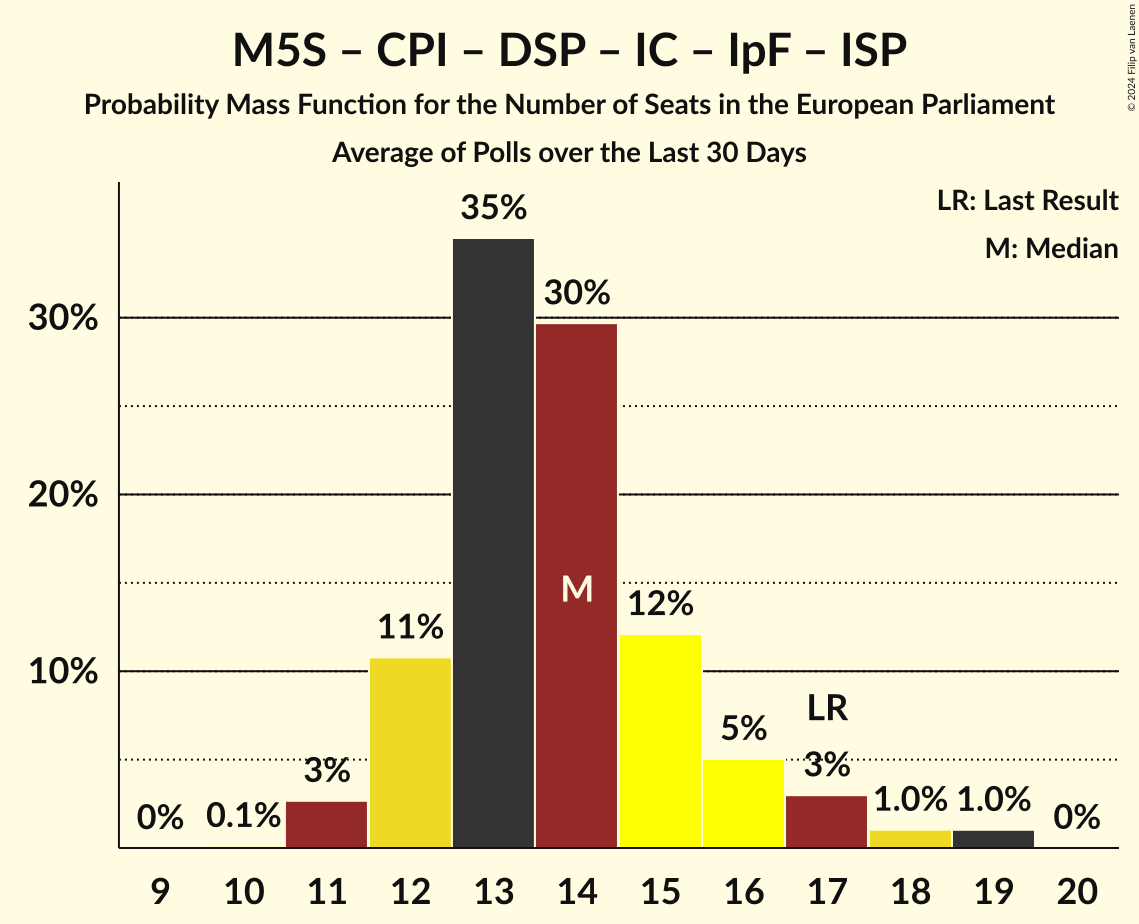 M5S – CPI – DSP – IC – IpF – ISP
Probability Mass Function for the Number of Seats in the European Parliament
Average of Polls over the Last 30 Days
© 2024 Filip van Laenen
LR: Last Result
M: Median
35%
30%
30%
20%
M
12%
11%
10%
LR
5%
3%
3%
1.0%
1.0%
0%
0.1%
0%
9 10 11 12 13 14 15 16 17 18 19 20